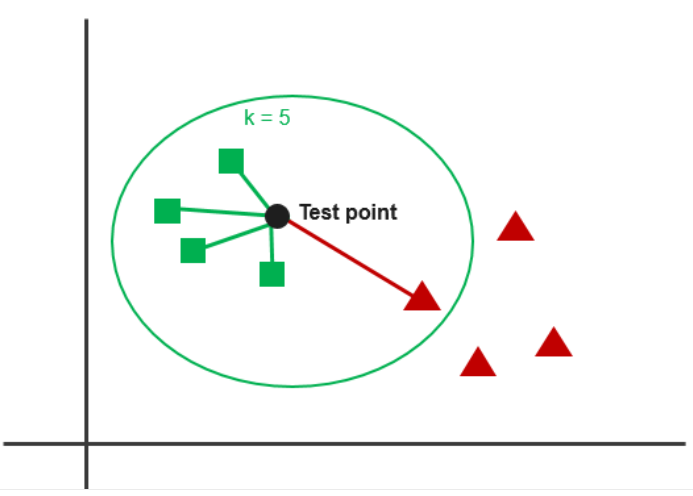 k = 5
Test point